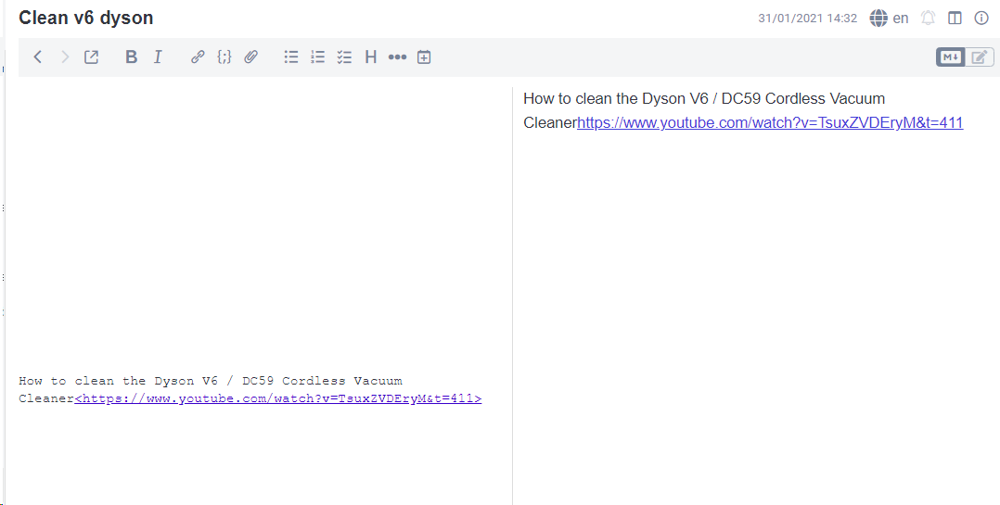 Clean v6 dyson
31/01/2021 14:32 en
B I {;} H
M↓
How to clean the Dyson V6 / DC59 Cordless Vacuum
Cleaner<https://www.youtube.com/watch?v=TsuxZVDEryM&t=411>
How to clean the Dyson V6 / DC59 Cordless Vacuum
Cleanerhttps://www.youtube.com/watch?v=TsuxZVDEryM&t=411